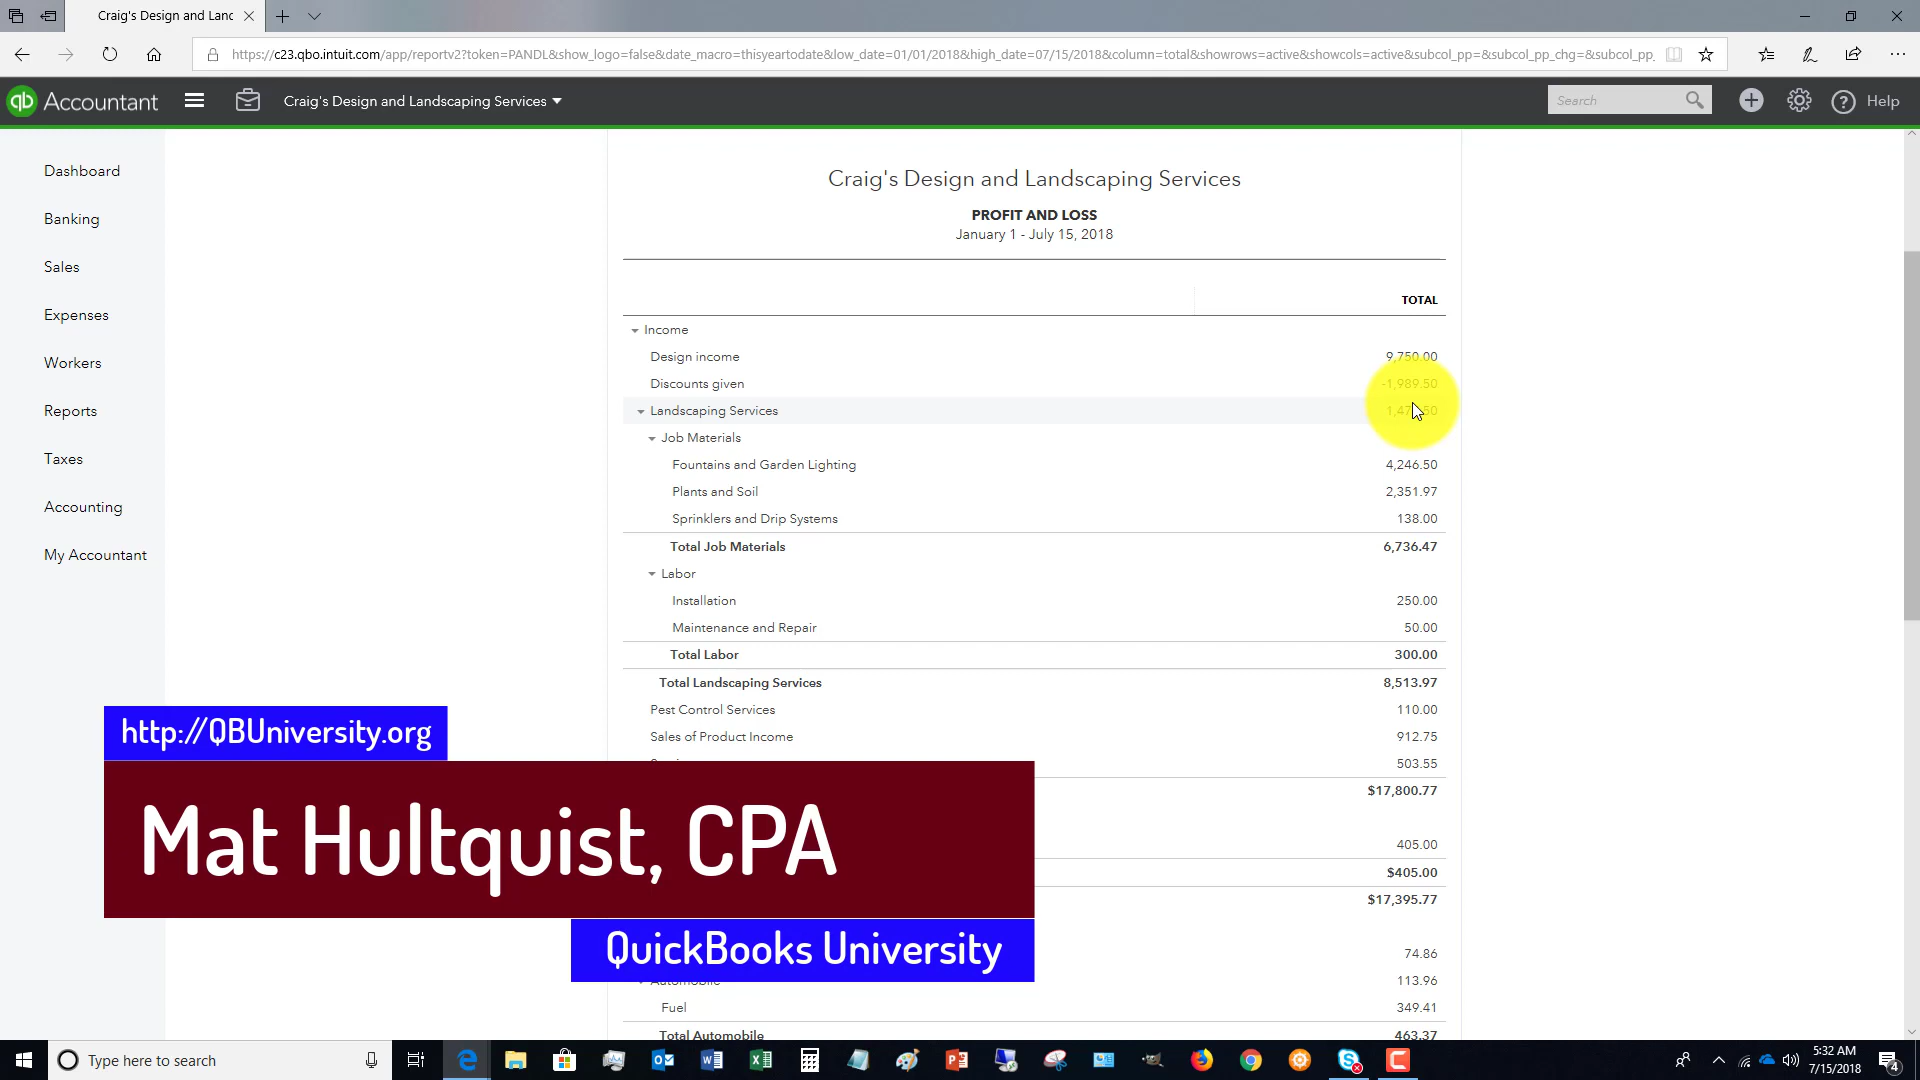 Craig's Design and Land
https://c23.qbo.intuit.com/app/reportv2?token=PANDL&show_logo=false&date_macro=thisyeartodate&low_date=01/01/2018&high_date=07/15/2018&column=total&showrows=active&showcols=active&subcol_pp=&subcol_pp_chg=&subcol_pp_
qb Accountant
Craig's Design and Landscaping Services
Search
? Help
Dashboard
Banking
Sales
Expenses
Workers
Reports
Taxes
Accounting
My Accountant
Craig's Design and Landscaping Services
PROFIT AND LOSS
January 1 - July 15, 2018
TOTAL
Income
Design income 9,750.00
Discounts given -1,989.50
Landscaping Services
Job Materials
Fountains and Garden Lighting 4,246.50
Plants and Soil 2,351.97
Sprinklers and Drip Systems 138.00
Total Job Materials 6,736.47
Labor
Installation 250.00
Maintenance and Repair 50.00
Total Labor 300.00
Total Landscaping Services 8,513.97
Pest Control Services 110.00
Sales of Product Income 912.75
503.55
$17,800.77
405.00
$405.00
$17,395.77
74.86
Automobile 113.96
Fuel 349.41
Total Automobile 463.37
http://QBUniversity.org
Mat Hultquist, CPA
QuickBooks University
Type here to search
5:32 AM
7/15/2018
4